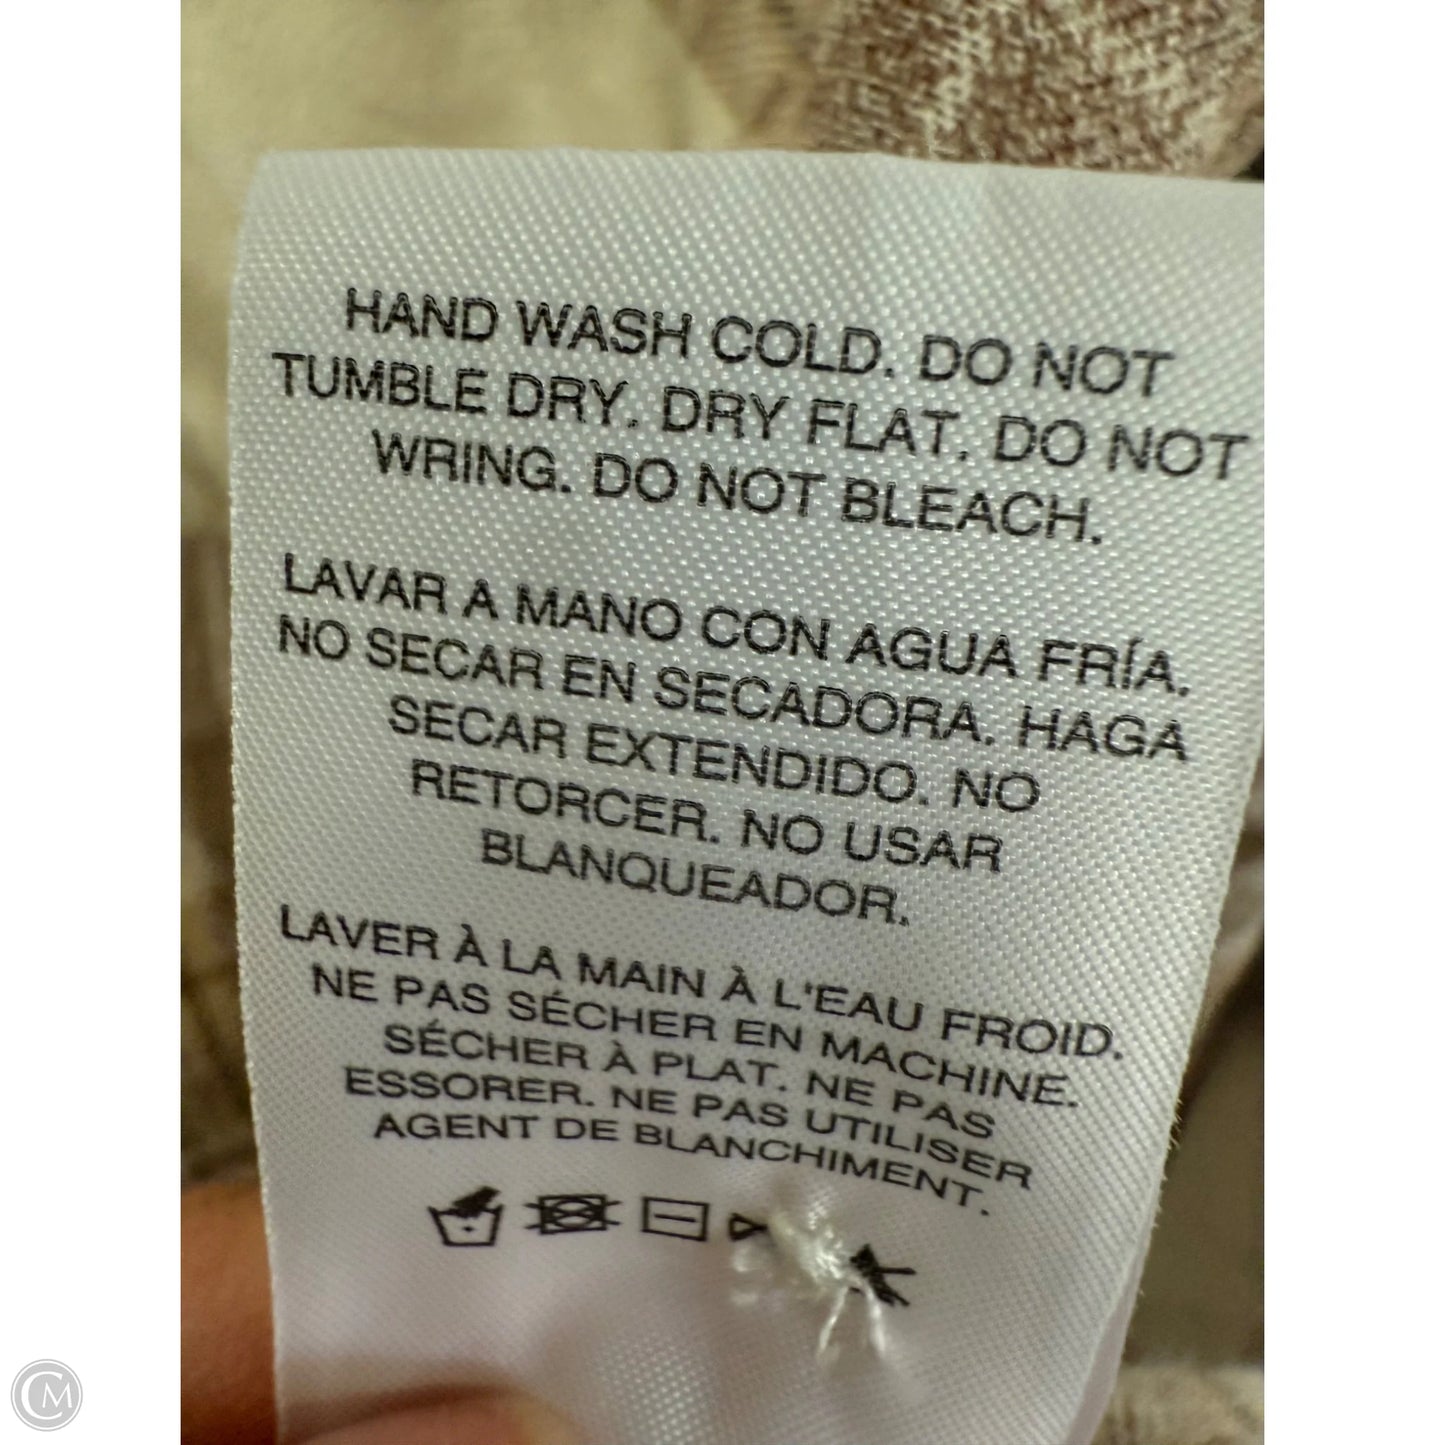 HAND WASH COLD. DO NOT
TUMBLE DRY. DRY FLAT. DO NOT
WRING. DO NOT BLEACH.
LAVAR A MANO CON AGUA FRÍA.
NO SECAR EN SECADORA. HAGA
SECAR EXTENDIDO. NO
RETORCER. NO USAR
BLANQUEADOR.
LAVER À LA MAIN À L'EAU FROID.
NE PAS SÉCHER EN MACHINE.
SÉCHER À PLAT. NE PAS
ESSORER. NE PAS UTILISER
AGENT DE BLANCHIMENT.
CM